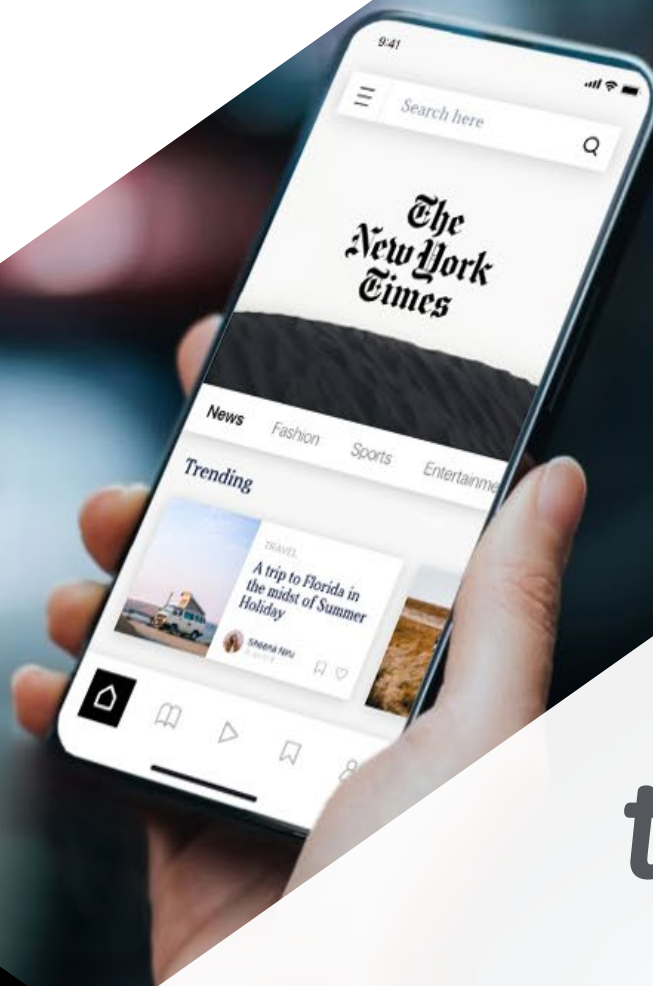 9:41
Search here
The
New York
Times
News Fashion Sports Entertainme
Trending
TRAVEL
A trip to Florida in
the midst of Summer
Holiday
Sheena Niru
t